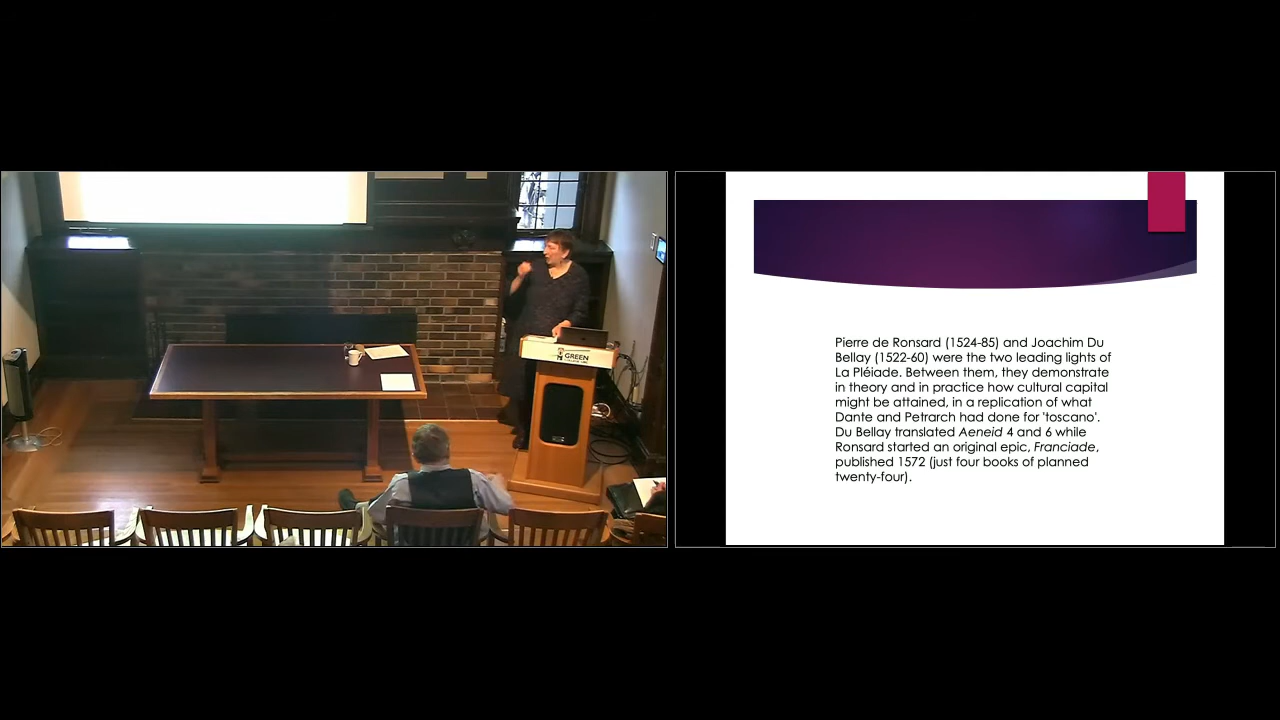 GREEN
Pierre de Ronsard (1524-85) and Joachim Du
Bellay (1522-60) were the two leading lights of
La Pléiade. Between them, they demonstrate
in theory and in practice how cultural capital
might be attained, in a replication of what
Dante and Petrarch had done for 'toscano'.
Du Bellay translated Aeneid 4 and 6 while
Ronsard started an original epic, Franciade,
published 1572 (just four books of planned
twenty-four).